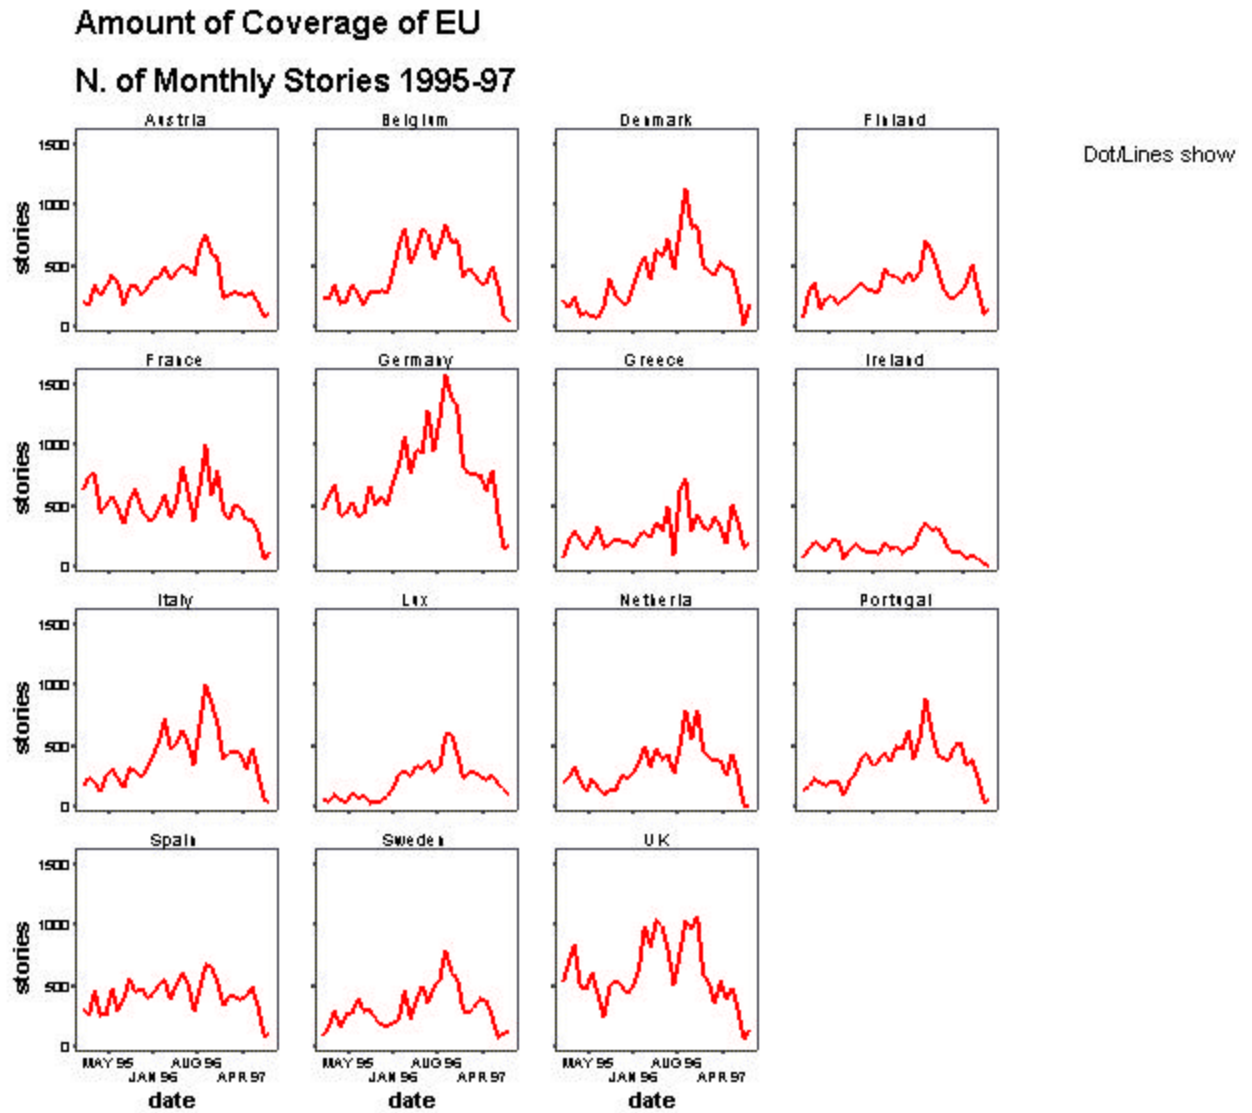 Amount of Coverage of EU
N. of Monthly Stories 1995-97
Austria Belgium Denmark Finland
Dot/Lines show
1500
1000
500
0
stories
France Germany Greece Ireland
1500
1000
500
0
stories
Italy Lux Netherla Portugal
1500
1000
500
0
stories
Spain Sweden UK
1500
1000
500
0
stories
MAY 95 AUG 96 MAY 95 AUG 96 MAY 95 AUG 96
JAN 96 APR 97 JAN 96 APR 97 JAN 96 APR 97
date date date